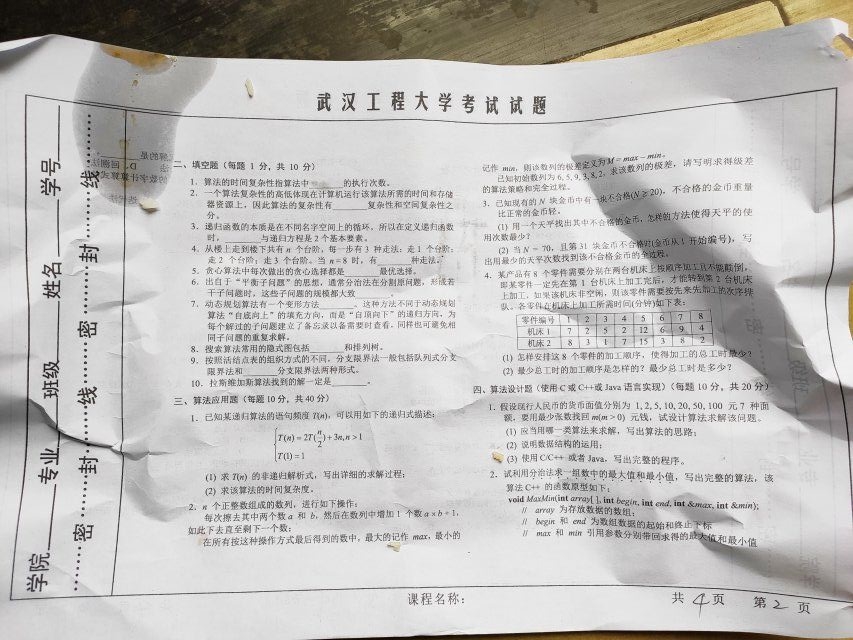 武汉工程大学考试试题
学院 专业 班级 姓名 学号
密 封 线 密 封 线
二、填空题（每题 1 分，共 10 分）
1. 算法的时间复杂性指算法中______的执行次数。
2. 一个算法复杂性的高低体现在计算机运行该算法所需的时间和存储
器资源上，因此算法的复杂性有______复杂性和空间复杂性之
分。
3. 递归函数的本质是在不同名字空间上的循环，所以在定义递归函数
时，______与递归方程是 2 个基本要素。
4. 从楼上走到楼下共有 n 个台阶，每一步有 3 种走法：走 1 个台阶；
走 2 个台阶；走 3 个台阶。当 n=8 时，有______种走法。
5. 贪心算法中每次做出的贪心选择都是______最优选择。
6. 出自于“平衡子问题”的思想，通常分治法在分割原问题，形成若
干子问题时，这些子问题的规模都大致______
7. 动态规划算法有一个变形方法______。这种方法不同于动态规划
算法“自底向上”的填充方向，而是“自顶向下”的递归方向，为
每个解过的子问题建立了备忘录以备需要时查看，同样也可避免相
同子问题的重复求解。
8. 搜索算法常用的隐式图包括______和排列树。
9. 按照活结点表的组织方式的不同，分支限界法一般包括队列式分支
限界法和______分支限界法两种形式。
10. 拉斯维加斯算法找到的解一定是______。
三、算法应用题（每题 10 分，共 40 分）
1. 已知某递归算法的语句频度 T(n)，可以用如下的递归式描述：
T(n) = 2T(n/2) + 3n, n > 1
T(1) = 1
(1) 求 T(n) 的非递归解析式，写出详细的求解过程；
(2) 求该算法的时间复杂度。
2. n 个正整数组成的数列，进行如下操作：
每次擦去其中两个数 a 和 b，然后在数列中增加 1 个数 a × b + 1，
如此下去直至剩下一个数；
在所有按这种操作方式最后得到的数中，最大的记作 max，最小的
记作 min，则该数列的极差定义为 M = max − min。
已知初始数列为 6, 5, 9, 3, 8, 2，求该数列的极差，请写明求得级差
的算法策略和完全过程。
3. 已知现有的 N 块金币中有一块不合格(N ≥ 20)，不合格的金币重量
比正常的金币轻。
(1) 用一个天平找出其中不合格的金币，怎样的方法使得天平的使
用次数最少？
(2) 当 N = 70，且第 31 块金币不合格时(金币从 1 开始编号)，写
出用最少的天平次数找到该不合格金币的全过程。
4. 某产品有 8 个零件需要分别在两台机床上按顺序加工且不能颠倒，
即某零件一定先在第 1 台机床上加工完后，才能转到第 2 台机床
上加工，如果该机床非空闲，则该零件需要按先来先加工的次序排
队。各零件在机床上加工所需时间(分钟)如下表：
零件编号 1 2 3 4 5 6 7 8
机床 1 7 2 5 2 12 6 9 4
机床 2 8 3 1 7 15 3 8 2
(1) 怎样安排这 8 个零件的加工顺序，使得加工的总工时最少？
(2) 最少总工时的加工顺序是怎样的？最少总工时是多少？
四、算法设计题（使用 C 或 C++或 Java 语言实现）（每题 10 分，共 20 分）
1. 假设现行人民币的货币面值分别为 1, 2, 5, 10, 20, 50, 100 元 7 种面
额，要用最少张数找回 m(m > 0) 元钱，试设计算法求解该问题。
(1) 应当用哪一类算法来求解，写出算法的思路；
(2) 说明数据结构的运用；
(3) 使用 C/C++ 或者 Java，写出完整的程序。
2. 试利用分治法求一组数中的最大值和最小值，写出完整的算法，该
算法 C++ 的函数原型如下：
void MaxMin(int array[ ], int begin, int end, int &max, int &min);
// array 为存放数据的数组；
// begin 和 end 为数组数据的起始和终止下标
// max 和 min 引用参数分别带回求得的最大值和最小值
课程名称：
共 4 页 第 2 页